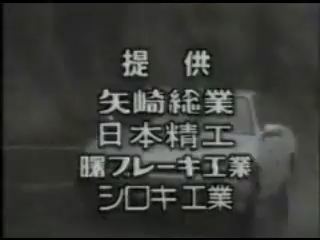 提 供
矢崎総業
日本精工
曙ブレーキ工業
シロキ工業